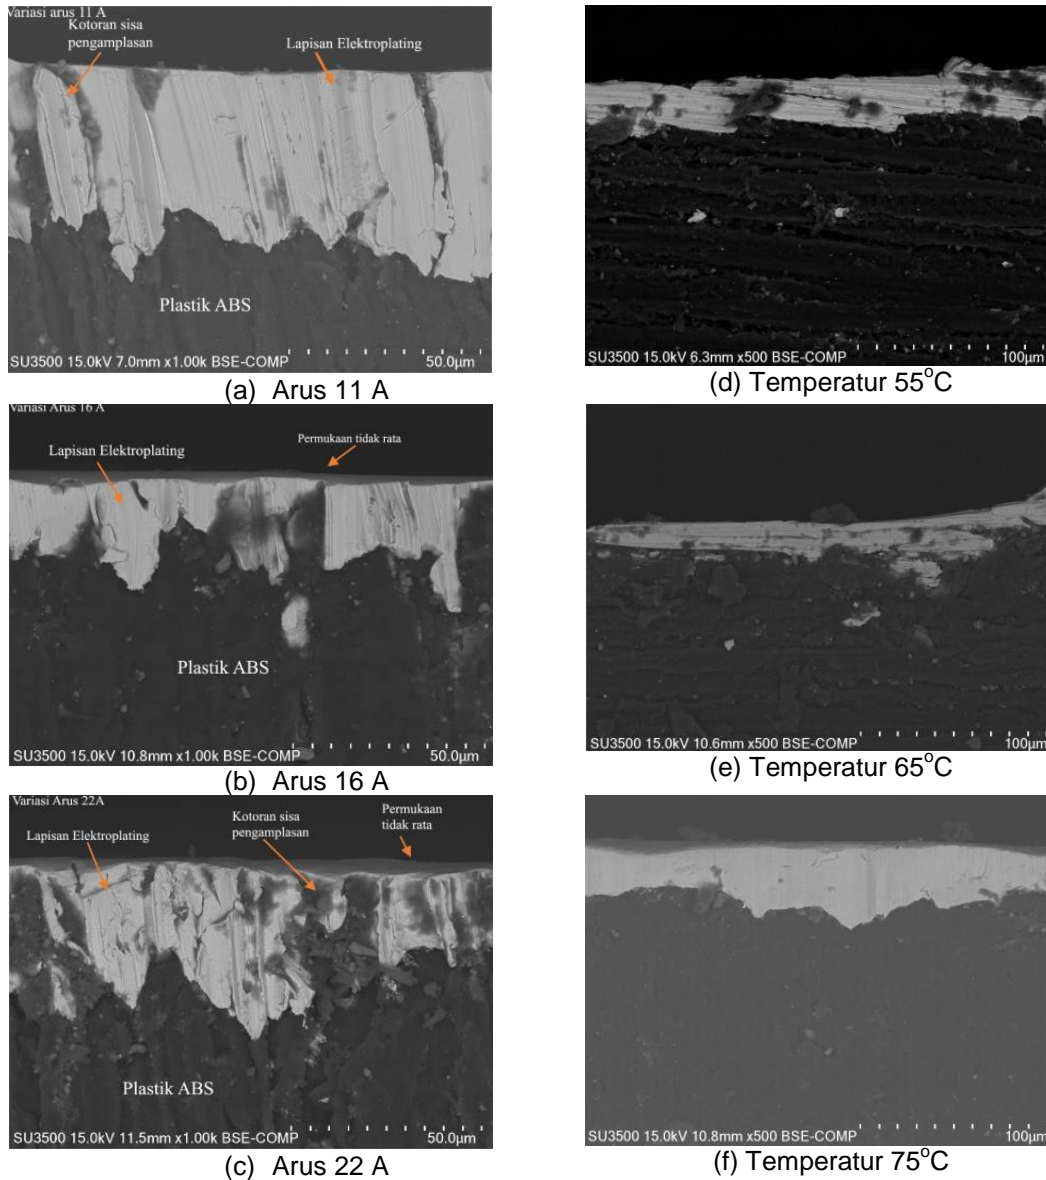 Variasi arus 11 A
Kotoran sisa
pengamplasan
Lapisan Elektroplating
Plastik ABS
SU3500 15.0kV 7.0mm x1.00k BSE-COMP
50.0µm
(a) Arus 11 A
Variasi Arus 16 A
Lapisan Elektroplating
Permukaan tidak rata
Plastik ABS
SU3500 15.0kV 10.8mm x1.00k BSE-COMP
50.0µm
(b) Arus 16 A
Variasi Arus 22A
Lapisan Elektroplating
Kotoran sisa
pengamplasan
Permukaan
tidak rata
Plastik ABS
SU3500 15.0kV 11.5mm x1.00k BSE-COMP
50.0µm
(c) Arus 22 A
SU3500 15.0kV 6.3mm x500 BSE-COMP
100µm
(d) Temperatur 55°C
SU3500 15.0kV 10.6mm x500 BSE-COMP
100µm
(e) Temperatur 65°C
SU3500 15.0kV 10.8mm x500 BSE-COMP
100µm
(f) Temperatur 75°C